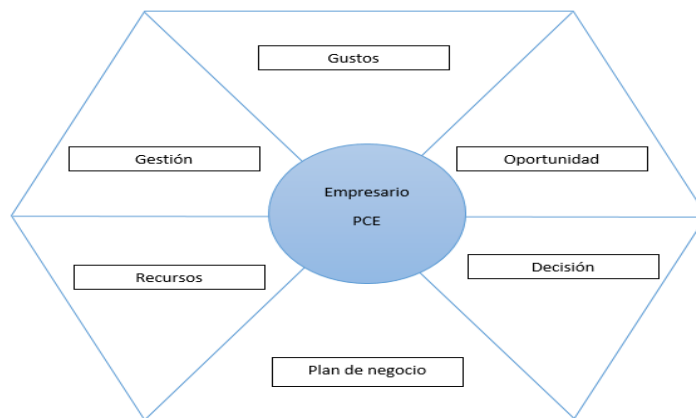 Gustos
Gestión
Oportunidad
Empresario
PCE
Recursos
Decisión
Plan de negocio